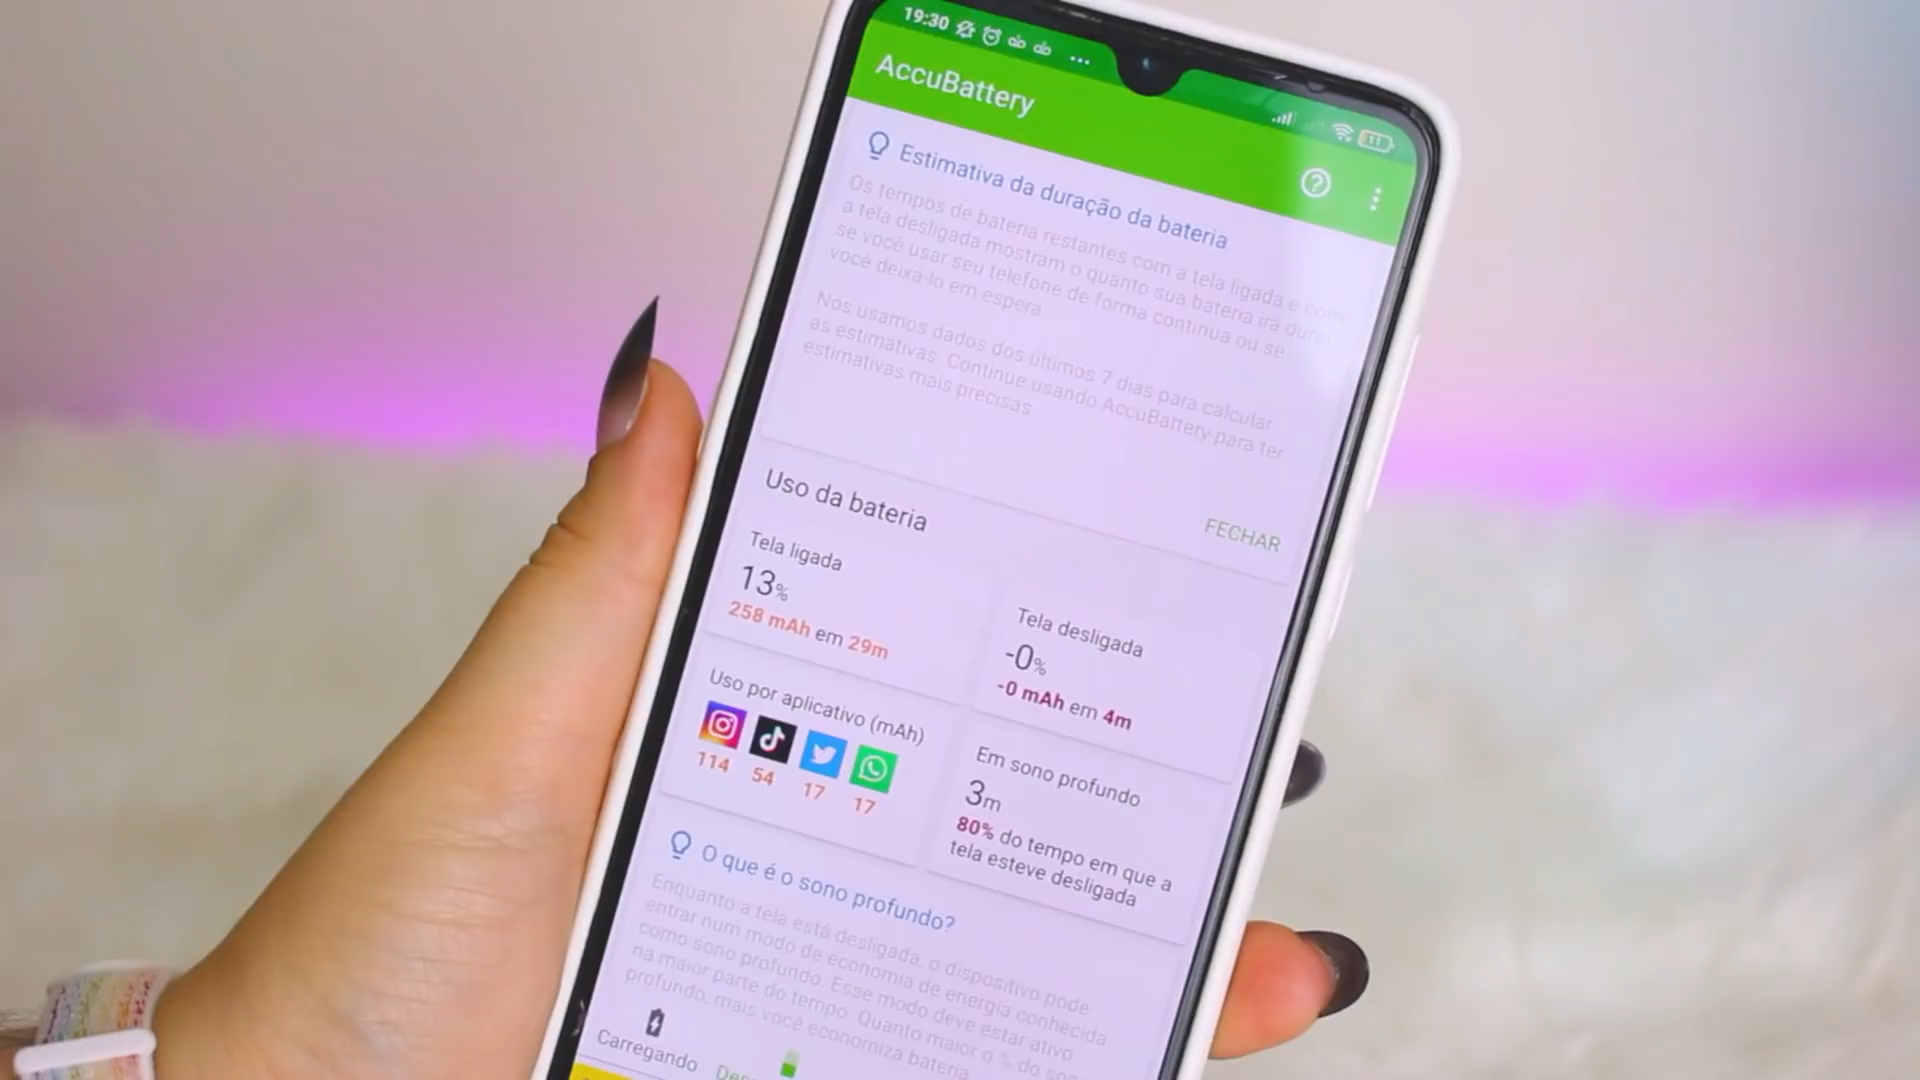 19:30
11
AccuBattery
Estimativa da duração da bateria
Os tempos de bateria restantes com a tela ligada e com
a tela desligada mostram o quanto sua bateria irá durar
se você usar seu telefone de forma contínua ou se
você deixá-lo em espera.
Nós usamos dados dos últimos 7 dias para calcular
as estimativas. Continue usando AccuBattery para ter
estimativas mais precisas
FECHAR
Uso da bateria
Tela ligada
13%
258 mAh em 29m
Tela desligada
-0%
-0 mAh em 4m
Uso por aplicativo (mAh)
114 54 17 17
Em sono profundo
3m
80% do tempo em que a
tela esteve desligada
O que é o sono profundo?
Enquanto a tela está desligada, o dispositivo pode
entrar num modo de economia de energia conhecida
como sono profundo. Esse modo deve estar ativo
na maior parte do tempo. Quanto maior o % do sono
profundo, mais você economiza bateria.
Carregando